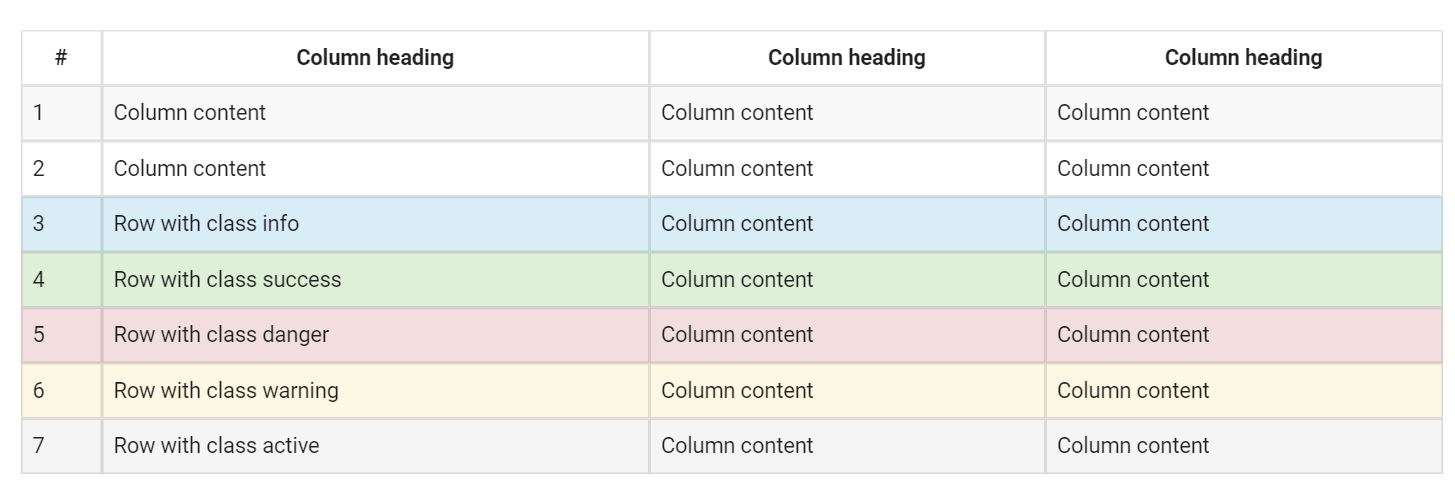 # Column heading Column heading Column heading
1 Column content Column content Column content
2 Column content Column content Column content
3 Row with class info Column content Column content
4 Row with class success Column content Column content
5 Row with class danger Column content Column content
6 Row with class warning Column content Column content
7 Row with class active Column content Column content